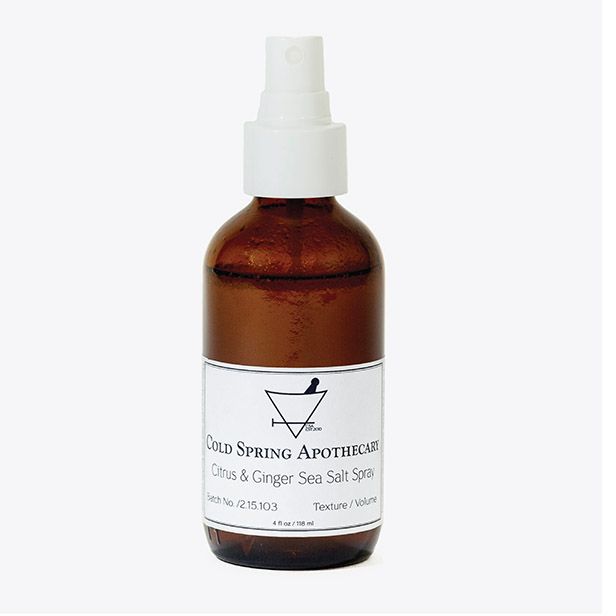 COLD SPRING APOTHECARY
Citrus & Ginger Sea Salt Spray
Batch No. /2.15.103 Texture / Volume
4 fl oz / 118 ml